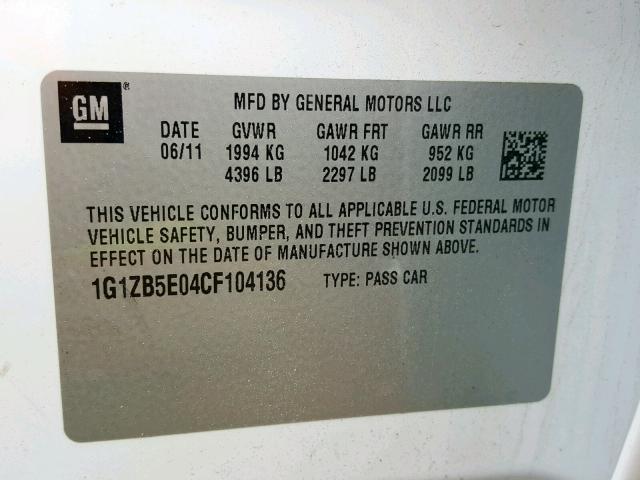 GM ®
MFD BY GENERAL MOTORS LLC
DATE GVWR GAWR FRT GAWR RR
06/11 1994 KG 1042 KG 952 KG
4396 LB 2297 LB 2099 LB
THIS VEHICLE CONFORMS TO ALL APPLICABLE U.S. FEDERAL MOTOR
VEHICLE SAFETY, BUMPER, AND THEFT PREVENTION STANDARDS IN
EFFECT ON THE DATE OF MANUFACTURE SHOWN ABOVE.
1G1ZB5E04CF104136 TYPE: PASS CAR